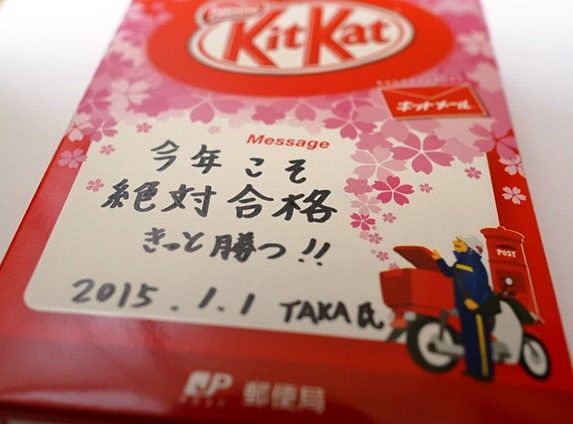 KitKat
キットメール
Message
今年こそ
絶対合格
きっと勝つ!!
2015.1.1 TAKA氏
POST
JP 郵便局